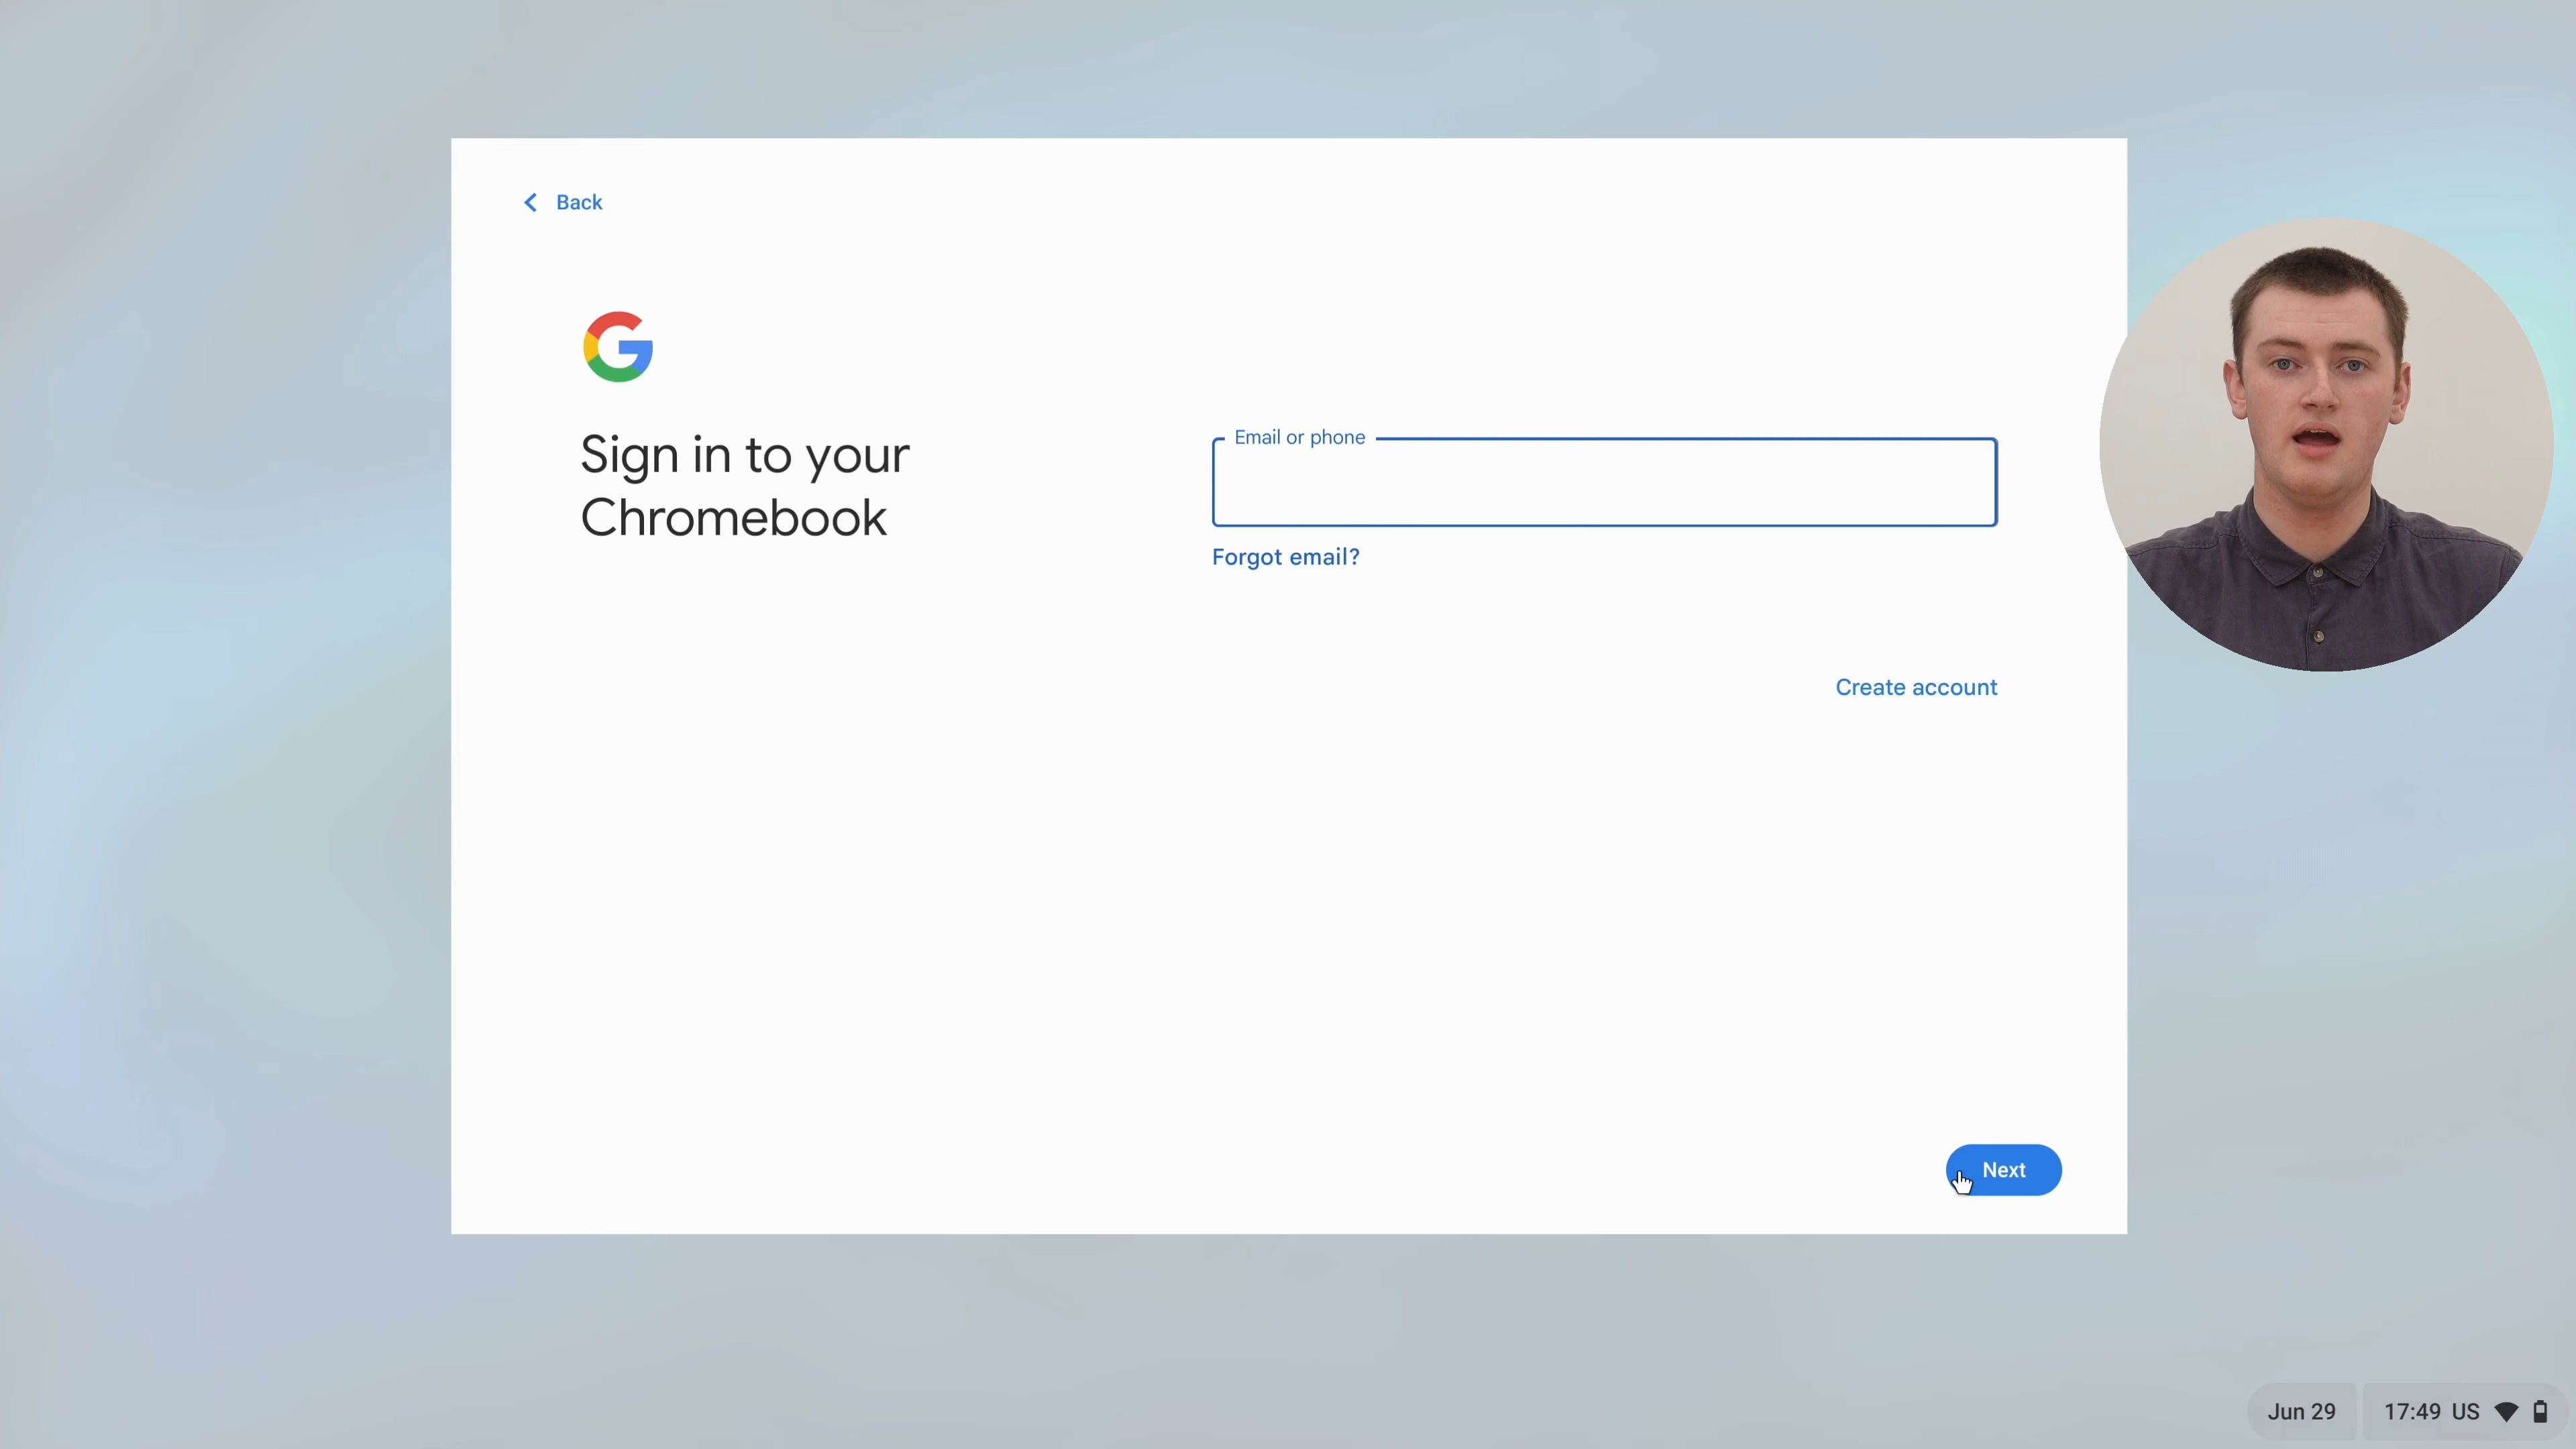 Back
Sign in to your
Chromebook
Email or phone
Forgot email?
Create account
Next
Jun 29
17:49 US